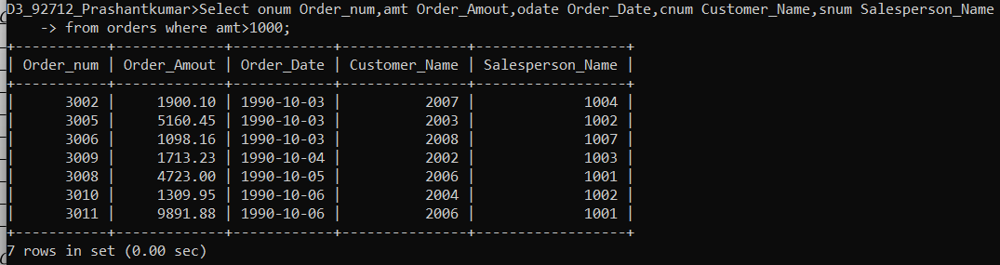 D3_92712_Prashantkumar>Select onum Order_num,amt Order_Amout,odate Order_Date,cnum Customer_Name,snum Salesperson_Name
    -> from orders where amt>1000;
+-----------+-------------+------------+---------------+------------------+
| Order_num | Order_Amout | Order_Date | Customer_Name | Salesperson_Name |
+-----------+-------------+------------+---------------+------------------+
|      3002 |     1900.10 | 1990-10-03 |          2007 |             1004 |
|      3005 |     5160.45 | 1990-10-03 |          2003 |             1002 |
|      3006 |     1098.16 | 1990-10-03 |          2008 |             1007 |
|      3009 |     1713.23 | 1990-10-04 |          2002 |             1003 |
|      3008 |     4723.00 | 1990-10-05 |          2006 |             1001 |
|      3010 |     1309.95 | 1990-10-06 |          2004 |             1002 |
|      3011 |     9891.88 | 1990-10-06 |          2006 |             1001 |
+-----------+-------------+------------+---------------+------------------+
7 rows in set (0.00 sec)